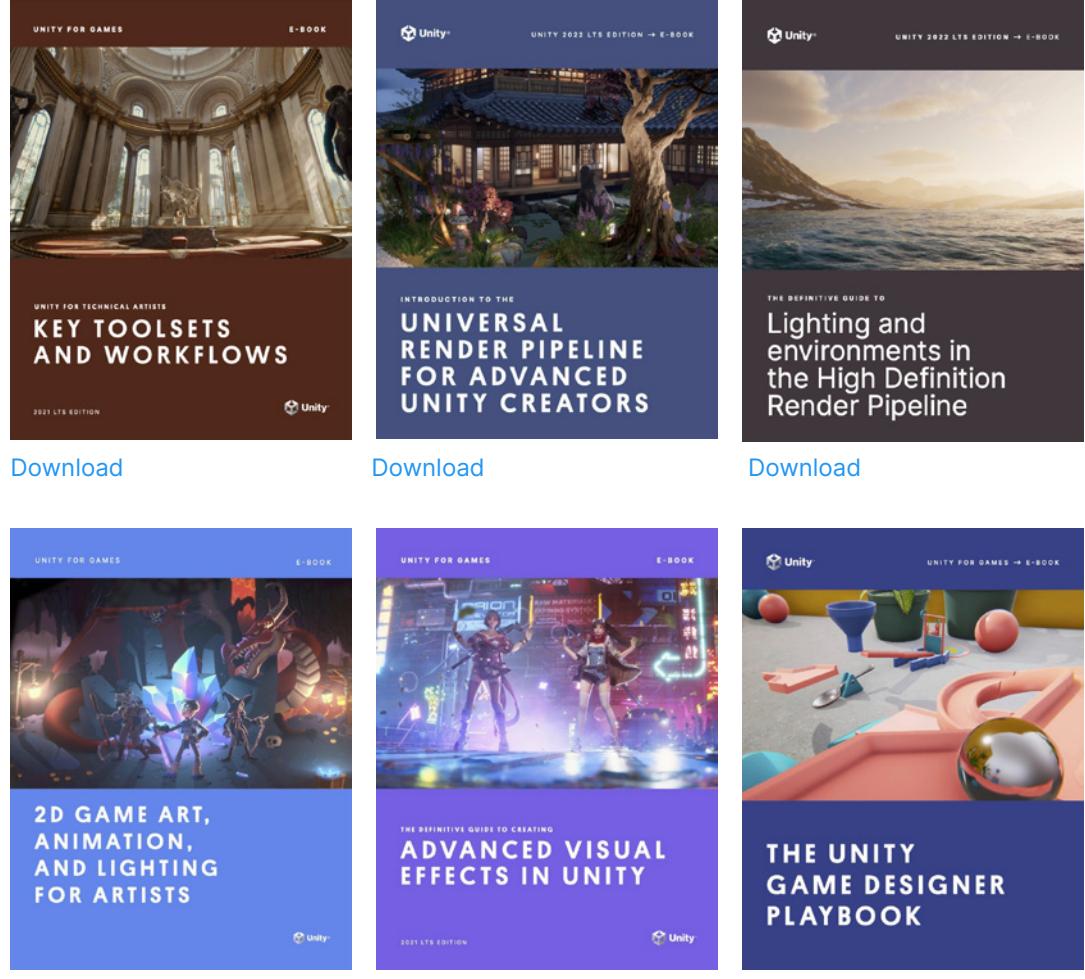 UNITY FOR GAMES
E-BOOK
UNITY FOR TECHNICAL ARTISTS
KEY TOOLSETS
AND WORKFLOWS
2021 LTS EDITION
Unity
Download
Unity
UNITY 2022 LTS EDITION → E-BOOK
INTRODUCTION TO THE
UNIVERSAL
RENDER PIPELINE
FOR ADVANCED
UNITY CREATORS
Download
Unity
UNITY 2022 LTS EDITION → E-BOOK
THE DEFINITIVE GUIDE TO
Lighting and
environments in
the High Definition
Render Pipeline
Download
UNITY FOR GAMES
E-BOOK
2D GAME ART,
ANIMATION,
AND LIGHTING
FOR ARTISTS
Unity
UNITY FOR GAMES
E-BOOK
THE DEFINITIVE GUIDE TO CREATING
ADVANCED VISUAL
EFFECTS IN UNITY
2021 LTS EDITION
Unity
Unity
UNITY FOR GAMES → E-BOOK
THE UNITY
GAME DESIGNER
PLAYBOOK